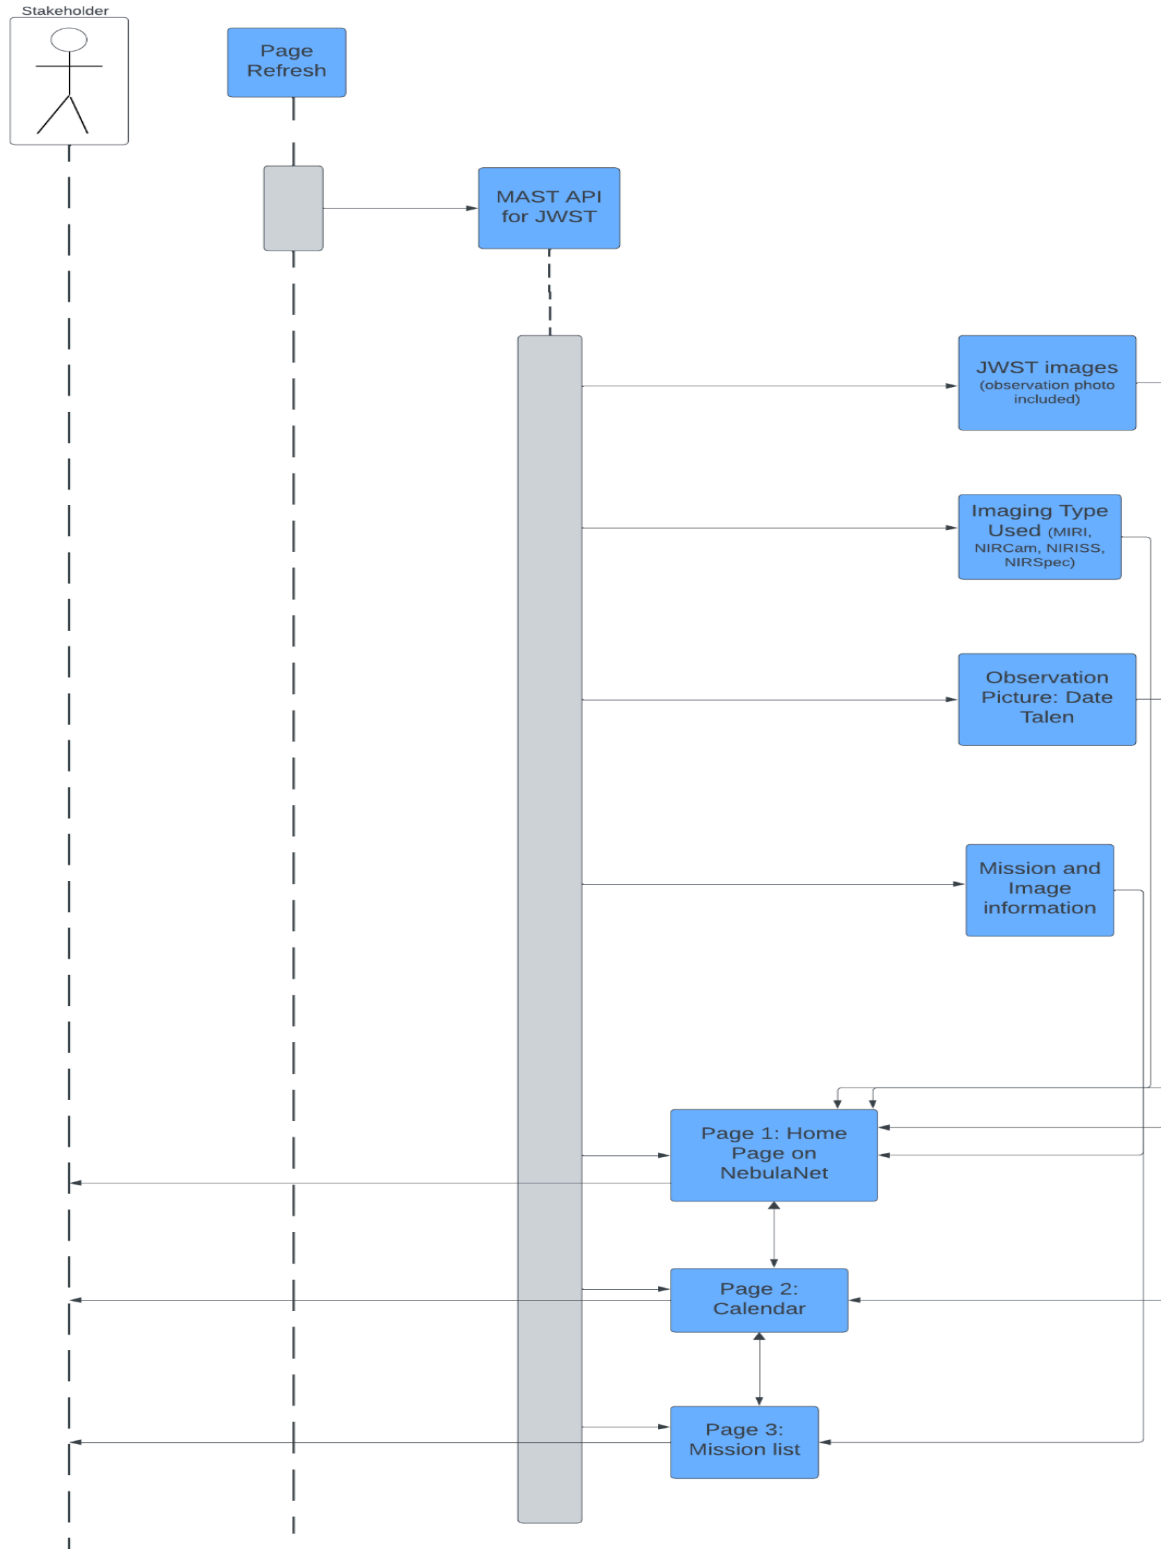 Stakeholder
Page
Refresh
MAST API
for JWST
JWST images
(observation photo
included)
Imaging Type
Used (MIRI,
NIRCam, NIRISS,
NIRSpec)
Observation
Picture: Date
Talen
Mission and
Image
information
Page 1: Home
Page on
NebulaNet
Page 2:
Calendar
Page 3:
Mission list